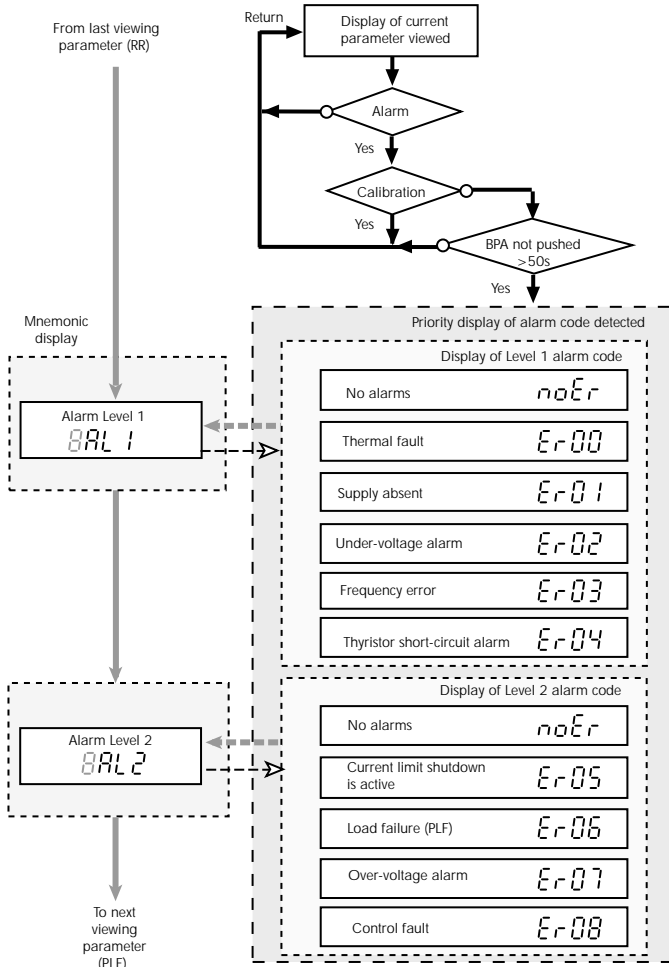 From last viewing
parameter (RR)
Return
Display of current
parameter viewed
Alarm
Yes
Calibration
Yes
BPA not pushed
>50s
Yes
Mnemonic
display
Alarm Level 1
8AL1
Priority display of alarm code detected
Display of Level 1 alarm code
No alarms
noEr
Thermal fault
Er00
Supply absent
Er01
Under-voltage alarm
Er02
Frequency error
Er03
Thyristor short-circuit alarm
Er04
Alarm Level 2
8AL2
Display of Level 2 alarm code
No alarms
noEr
Current limit shutdown
is active
Er05
Load failure (PLF)
Er06
Over-voltage alarm
Er07
Control fault
Er08
To next
viewing
parameter
(PLF)